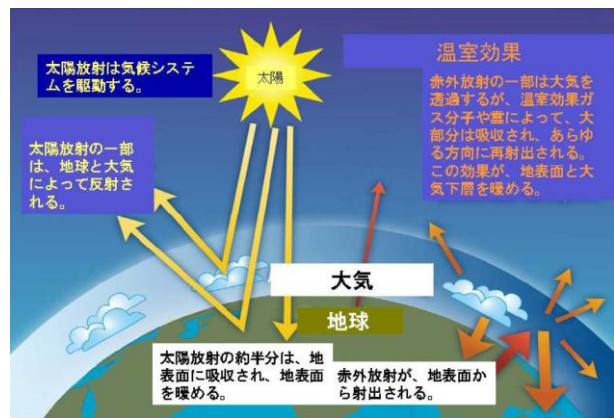 太陽放射は気候システ
ムを駆動する。
太陽
温室効果
赤外放射の一部は大気を
透過するが、温室効果ガ
ス分子や雲によって、大
部分は吸収され、あらゆ
る方向に再射出される。
この効果が、地表面と大
気下層を暖める。
太陽放射の一部
は、地球と大気
によって反射さ
れる。
大気
地球
太陽放射の約半分は、地
表面に吸収され、地表面
を暖める。
赤外放射が、地表面か
ら射出される。